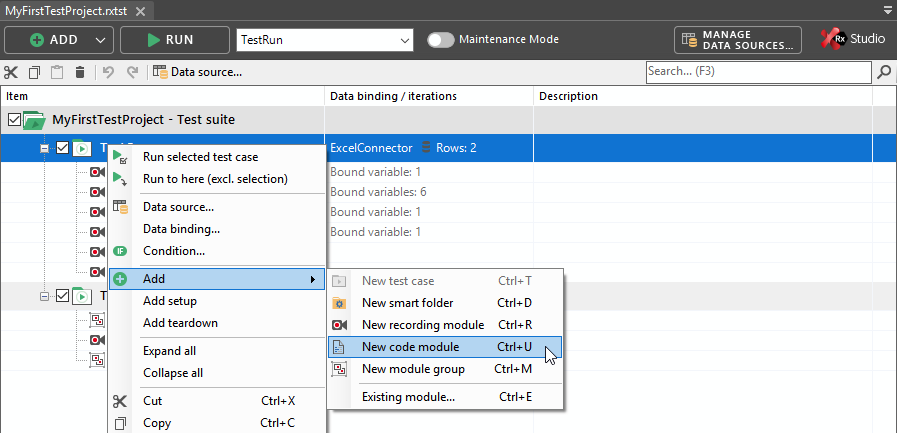 MyFirstTestProject.rxtst ×
ADD RUN TestRun Maintenance Mode MANAGE DATA SOURCES... Rx Studio
Data source... Search... (F3)
Item Data binding / iterations Description
MyFirstTestProject - Test suite
ExcelConnector Rows: 2
Run selected test case Bound variable: 1
Run to here (excl. selection) Bound variables: 6
Data source... Bound variable: 1
Data binding... Bound variable: 1
IF Condition...
Add New test case Ctrl+T
Add setup New smart folder Ctrl+D
Add teardown New recording module Ctrl+R
Expand all New code module Ctrl+U
Collapse all New module group Ctrl+M
Cut Ctrl+X Existing module... Ctrl+E
Copy Ctrl+C